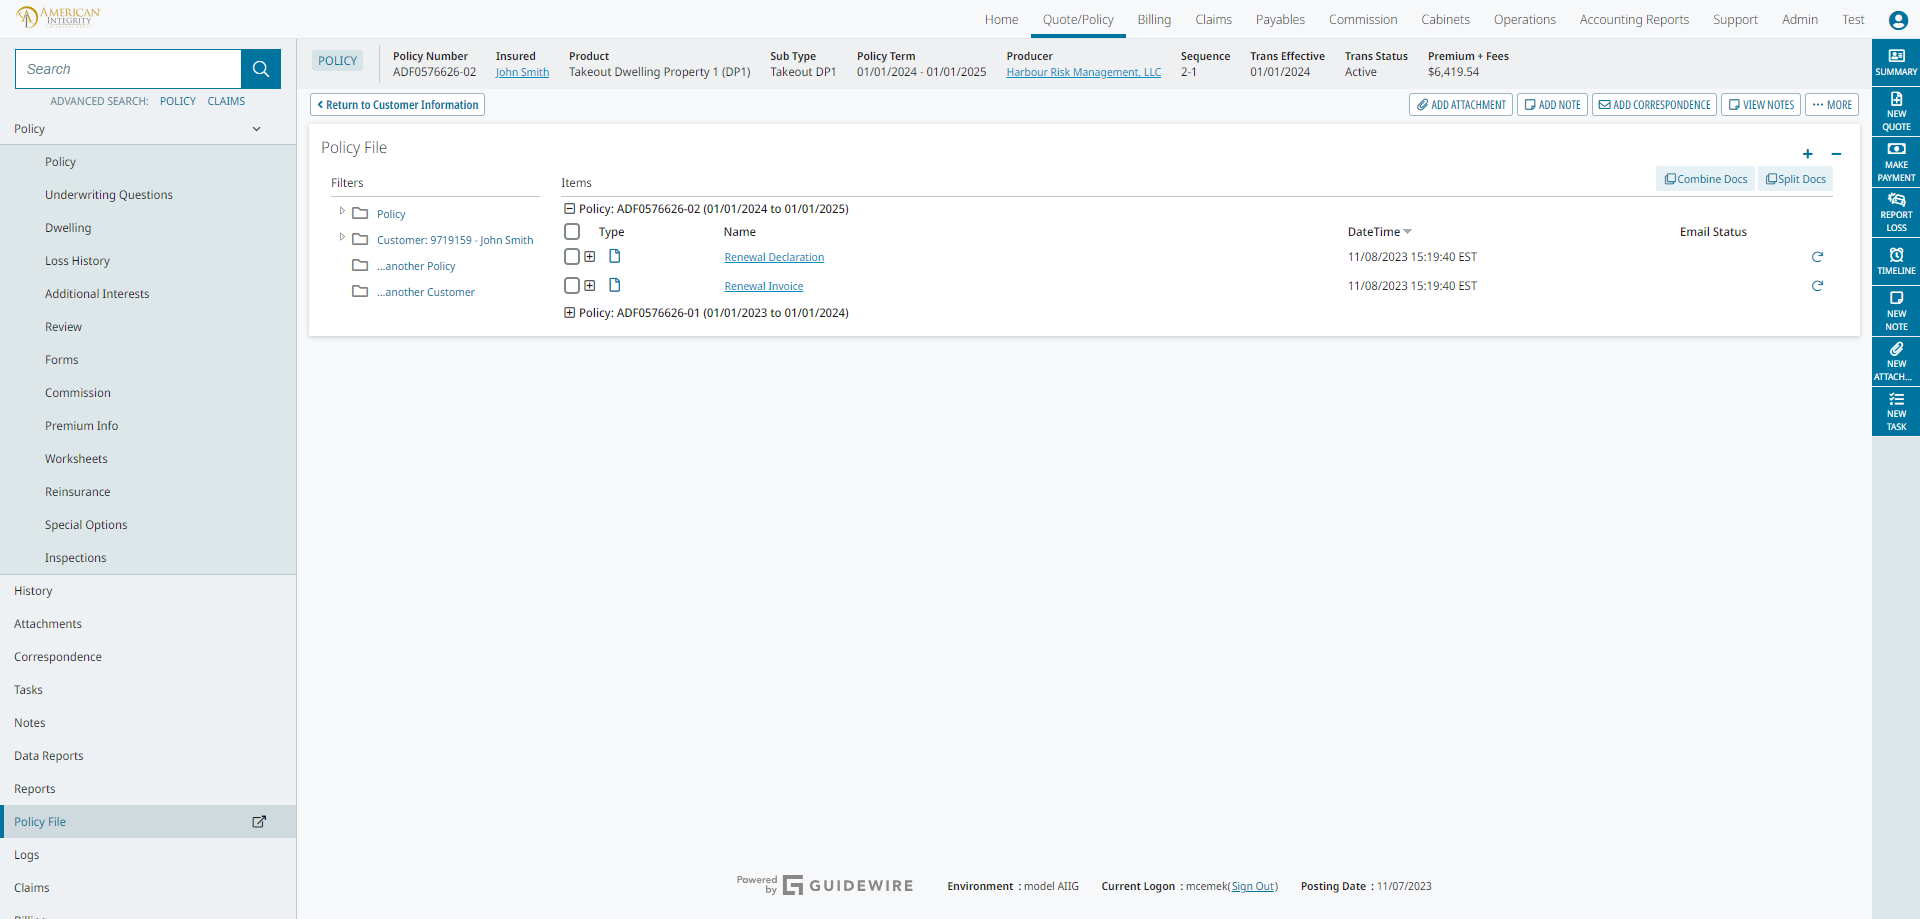 AMERICAN
INTEGRITY
Home Quote/Policy Billing Claims Payables Commission Cabinets Operations Accounting Reports Support Admin Test
Search
ADVANCED SEARCH: POLICY CLAIMS
Policy
Policy
Underwriting Questions
Dwelling
Loss History
Additional Interests
Review
Forms
Commission
Premium Info
Worksheets
Reinsurance
Special Options
Inspections
History
Attachments
Correspondence
Tasks
Notes
Data Reports
Reports
Policy File
Logs
Claims
POLICY
Policy Number Insured Product Sub Type Policy Term Producer Sequence Trans Effective Trans Status Premium + Fees
ADF0576626-02 John Smith Takeout Dwelling Property 1 (DP1) Takeout DP1 01/01/2024 - 01/01/2025 Harbour Risk Management, LLC 2-1 01/01/2024 Active $6,419.54
Return to Customer Information
ADD ATTACHMENT ADD NOTE ADD CORRESPONDENCE VIEW NOTES ··· MORE
Policy File
+ −
Filters
Policy
Customer: 9719159 - John Smith
...another Policy
...another Customer
Items
Combine Docs Split Docs
Policy: ADF0576626-02 (01/01/2024 to 01/01/2025)
Type Name DateTime Email Status
Renewal Declaration 11/08/2023 15:19:40 EST
Renewal Invoice 11/08/2023 15:19:40 EST
Policy: ADF0576626-01 (01/01/2023 to 01/01/2024)
SUMMARY
NEW
QUOTE
MAKE
PAYMENT
REPORT
LOSS
TIMELINE
NEW
NOTE
NEW
ATTACH...
NEW
TASK
Powered
by
GUIDEWIRE
Environment : model AIIG Current Logon : mcemek(Sign Out) Posting Date : 11/07/2023